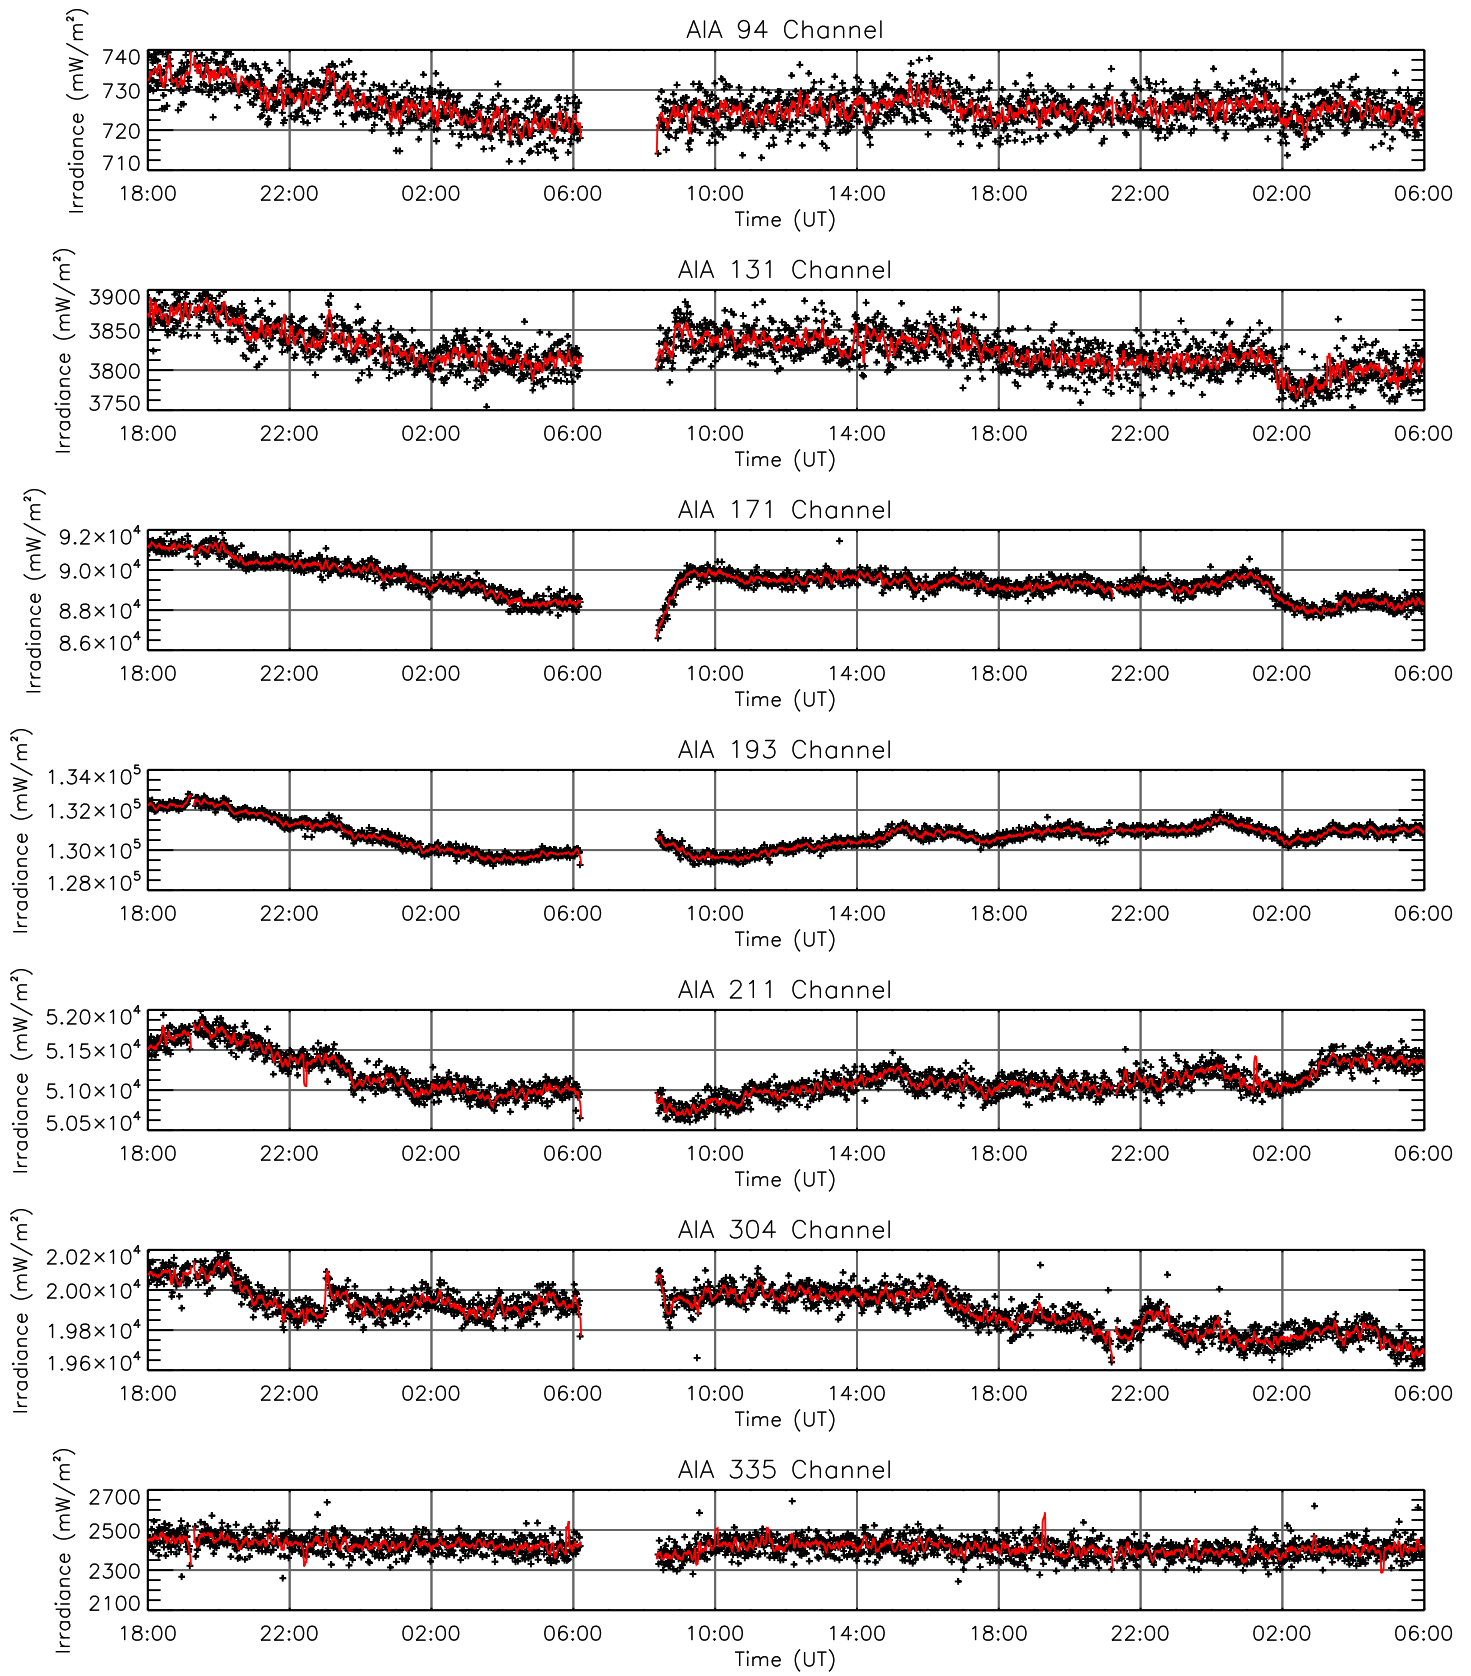 AIA 94 Channel
Irradiance (mW/m²)
740
730
720
710
18:00 22:00 02:00 06:00 10:00 14:00 18:00 22:00 02:00 06:00
Time (UT)
AIA 131 Channel
Irradiance (mW/m²)
3900
3850
3800
3750
18:00 22:00 02:00 06:00 10:00 14:00 18:00 22:00 02:00 06:00
Time (UT)
AIA 171 Channel
Irradiance (mW/m²)
9.2×10⁴
9.0×10⁴
8.8×10⁴
8.6×10⁴
18:00 22:00 02:00 06:00 10:00 14:00 18:00 22:00 02:00 06:00
Time (UT)
AIA 193 Channel
Irradiance (mW/m²)
1.34×10⁵
1.32×10⁵
1.30×10⁵
1.28×10⁵
18:00 22:00 02:00 06:00 10:00 14:00 18:00 22:00 02:00 06:00
Time (UT)
AIA 211 Channel
Irradiance (mW/m²)
5.20×10⁴
5.15×10⁴
5.10×10⁴
5.05×10⁴
18:00 22:00 02:00 06:00 10:00 14:00 18:00 22:00 02:00 06:00
Time (UT)
AIA 304 Channel
Irradiance (mW/m²)
2.02×10⁴
2.00×10⁴
1.98×10⁴
1.96×10⁴
18:00 22:00 02:00 06:00 10:00 14:00 18:00 22:00 02:00 06:00
Time (UT)
AIA 335 Channel
Irradiance (mW/m²)
2700
2500
2300
2100
18:00 22:00 02:00 06:00 10:00 14:00 18:00 22:00 02:00 06:00
Time (UT)